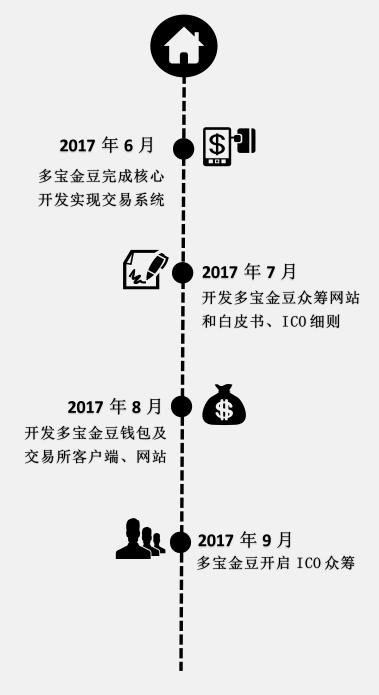 2017 年 6 月
多宝金豆完成核心
开发实现交易系统
2017 年 7 月
开发多宝金豆众筹网站
和白皮书、ICO 细则
2017 年 8 月
开发多宝金豆钱包及
交易所客户端、网站
2017 年 9 月
多宝金豆开启 ICO 众筹